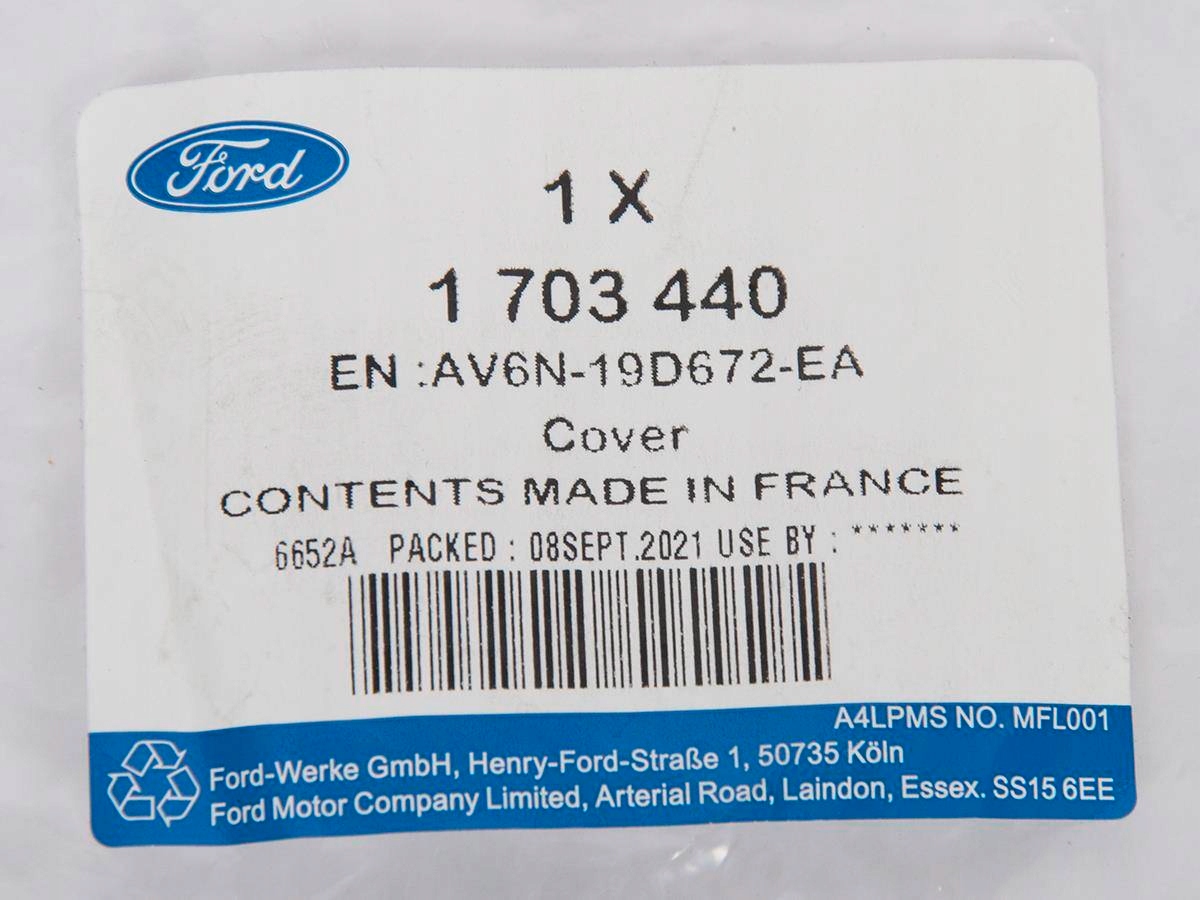 Ford
1 X
1 703 440
EN :AV6N-19D672-EA
Cover
CONTENTS MADE IN FRANCE
6652A PACKED : 08SEPT.2021 USE BY : *******
A4LPMS NO. MFL001
Ford-Werke GmbH, Henry-Ford-Straße 1, 50735 Köln
Ford Motor Company Limited, Arterial Road, Laindon, Essex. SS15 6EE